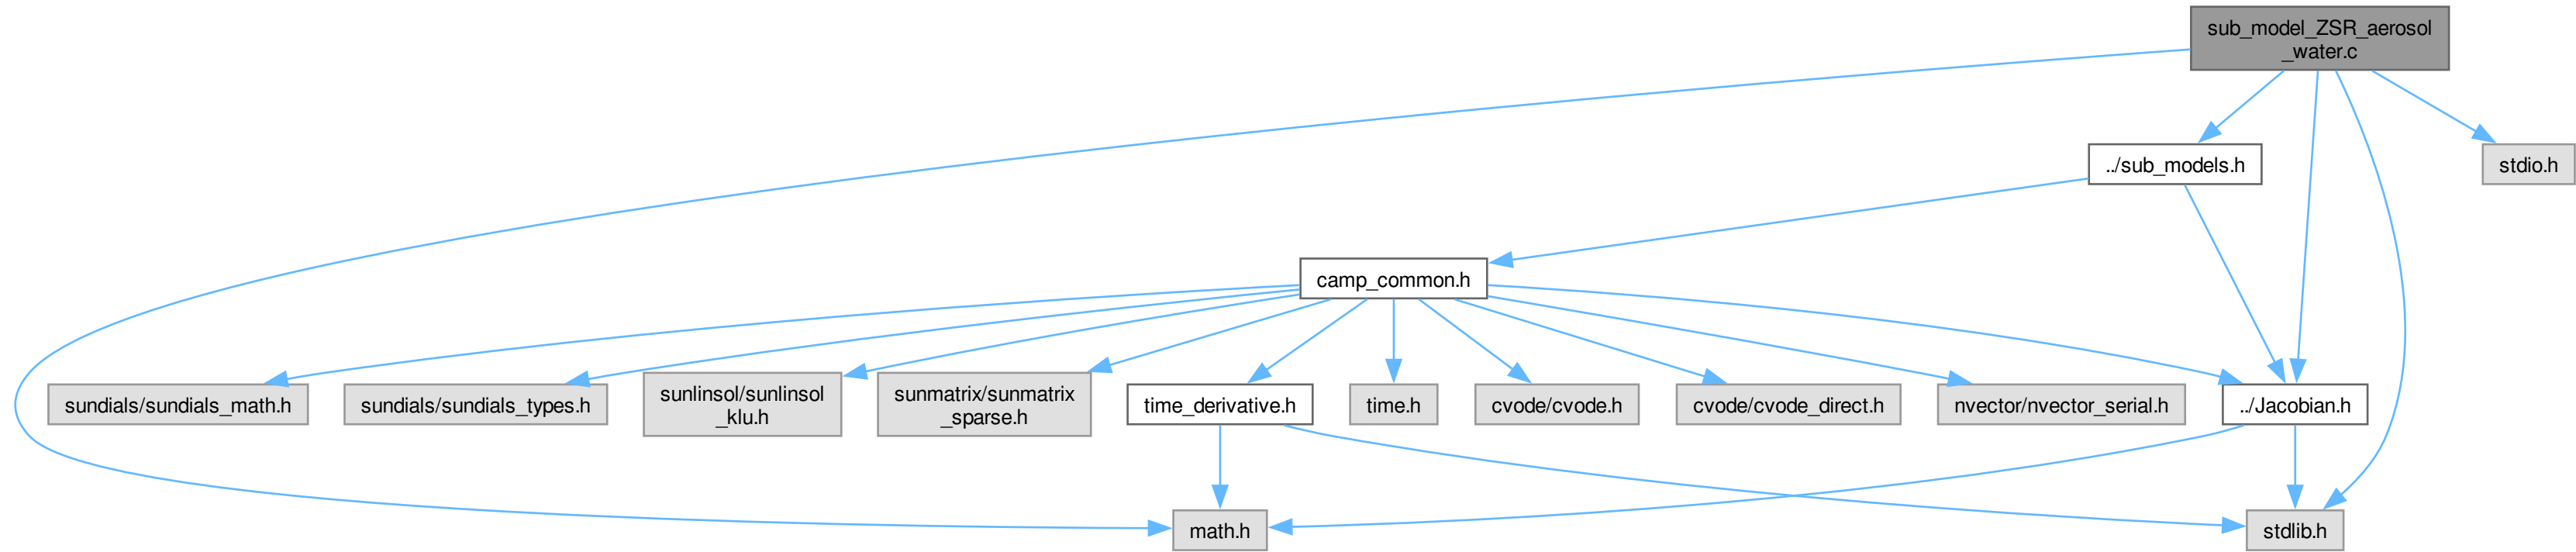 sub_model_ZSR_aerosol
_water.c
../sub_models.h
stdio.h
camp_common.h
sundials/sundials_math.h
sundials/sundials_types.h
sunlinsol/sunlinsol
_klu.h
sunmatrix/sunmatrix
_sparse.h
time_derivative.h
time.h
cvode/cvode.h
cvode/cvode_direct.h
nvector/nvector_serial.h
../Jacobian.h
math.h
stdlib.h